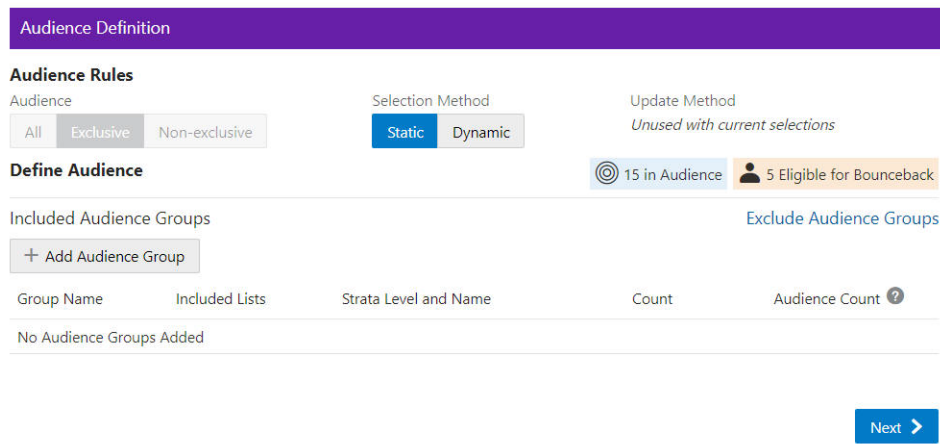 Audience Definition
Audience Rules
Audience Selection Method Update Method
All Exclusive Non-exclusive Static Dynamic Unused with current selections
Define Audience 15 in Audience 5 Eligible for Bounceback
Included Audience Groups Exclude Audience Groups
+ Add Audience Group
Group Name Included Lists Strata Level and Name Count Audience Count ?
No Audience Groups Added
Next